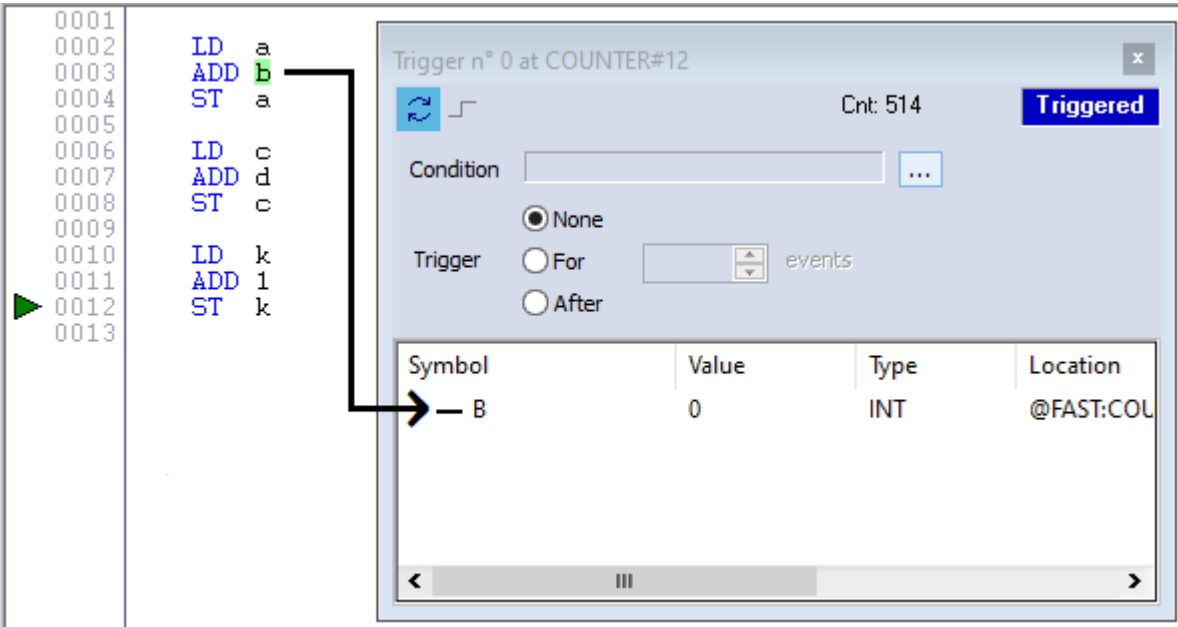 0001
0002 LD a
0003 ADD b
0004 ST a
0005
0006 LD c
0007 ADD d
0008 ST c
0009
0010 LD k
0011 ADD 1
0012 ST k
0013
Trigger n° 0 at COUNTER#12
x
Cnt: 514 Triggered
Condition ...
None
Trigger For events
After
Symbol Value Type Location
B 0 INT @FAST:COU